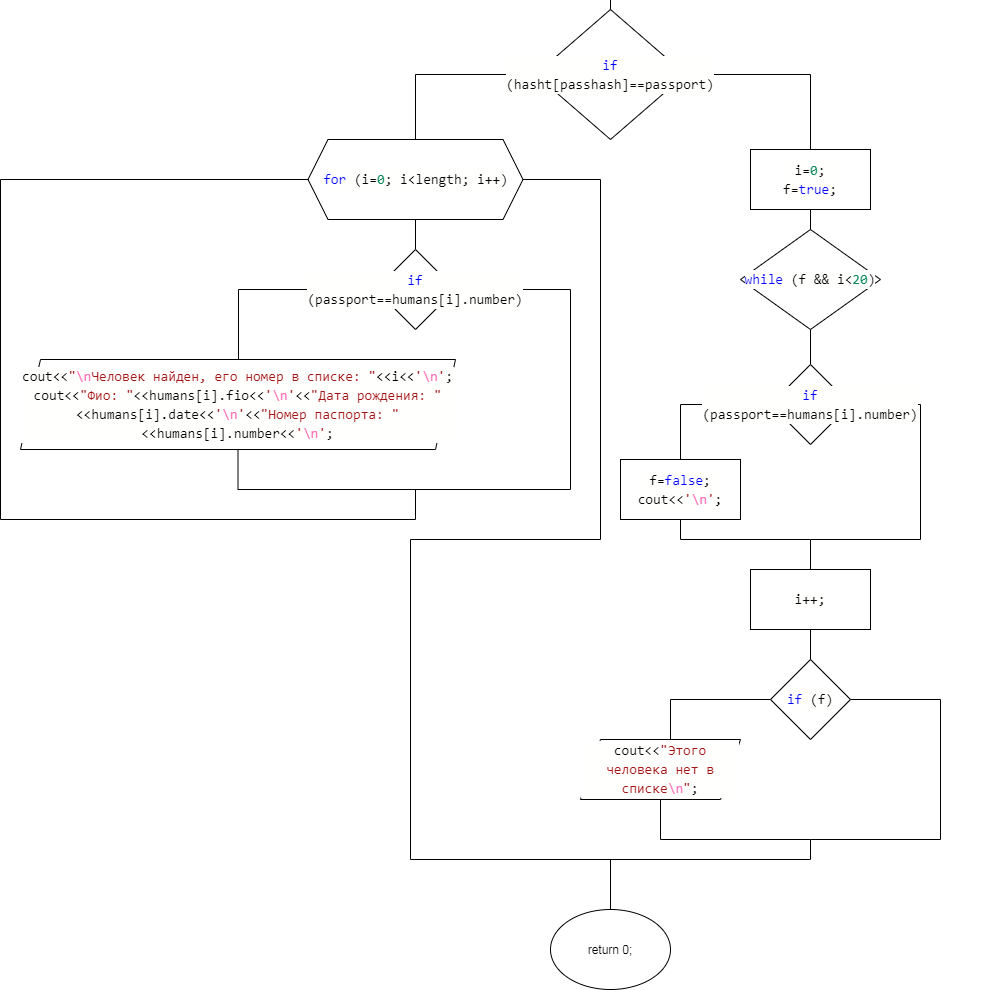 if
(hasht[passhash]==passport)
for (i=0; i<length; i++)
i=0;
f=true;
<while (f && i<20)>
if
(passport==humans[i].number)
cout<<"\nЧеловек найден, его номер в списке: "<<i<<'\n';
cout<<"Фио: "<<humans[i].fio<<'\n'<<"Дата рождения: "
<<humans[i].date<<'\n'<<"Номер паспорта: "
<<humans[i].number<<'\n';
if
(passport==humans[i].number)
f=false;
cout<<'\n';
i++;
if (f)
cout<<"Этого
человека нет в
списке\n";
return 0;